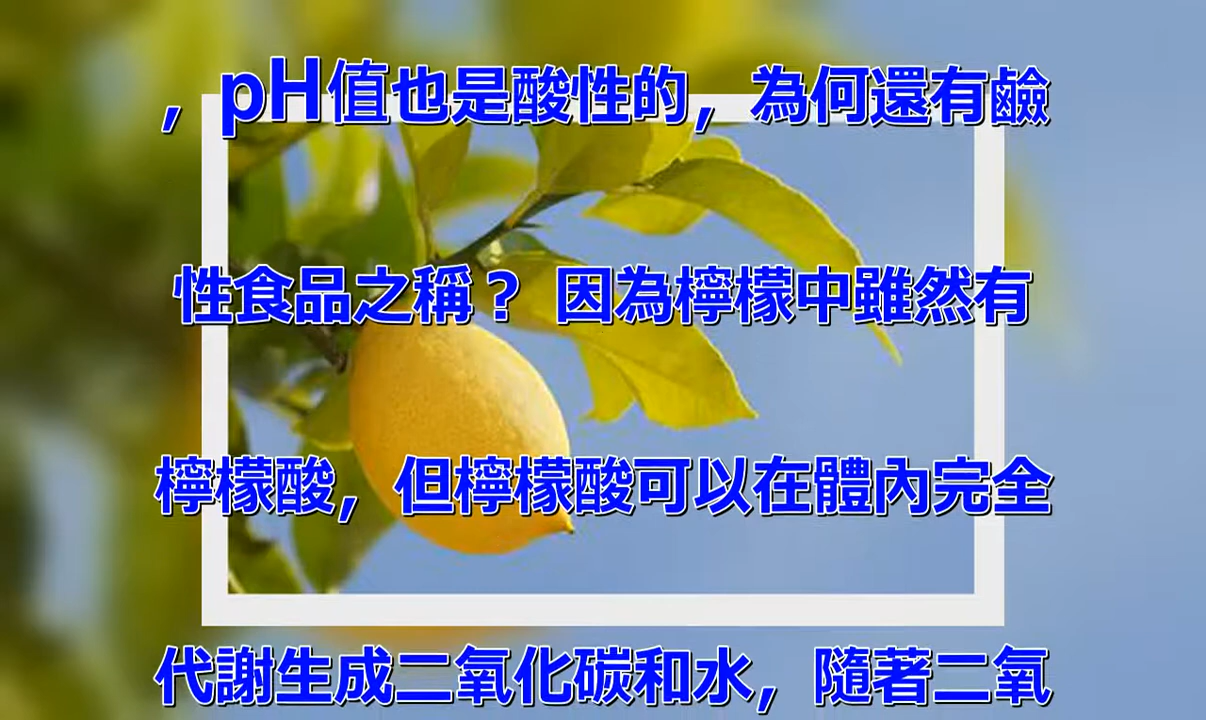 ，pH值也是酸性的，為何還有鹼
性食品之稱？ 因為檸檬中雖然有
檸檬酸，但檸檬酸可以在體內完全
代謝生成二氧化碳和水，隨著二氧